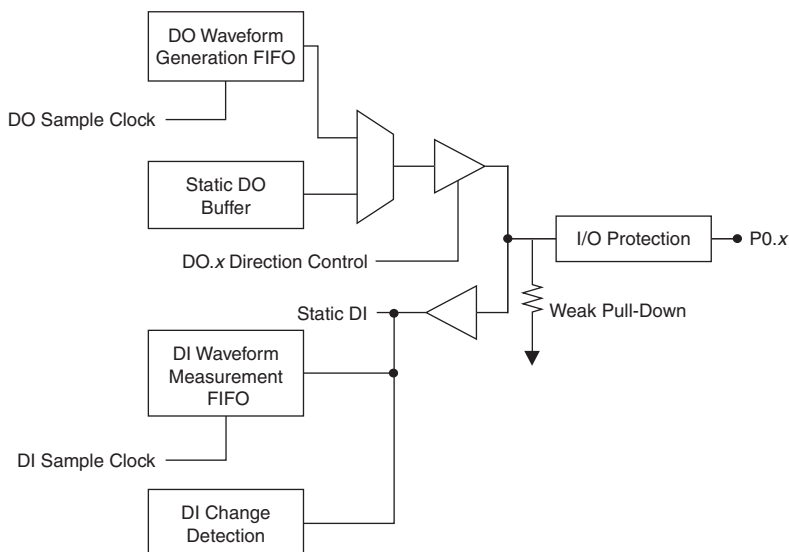 DO Waveform
Generation FIFO
DO Sample Clock
Static DO
Buffer
DO.x Direction Control
I/O Protection
P0.x
Static DI
Weak Pull-Down
DI Waveform
Measurement
FIFO
DI Sample Clock
DI Change
Detection